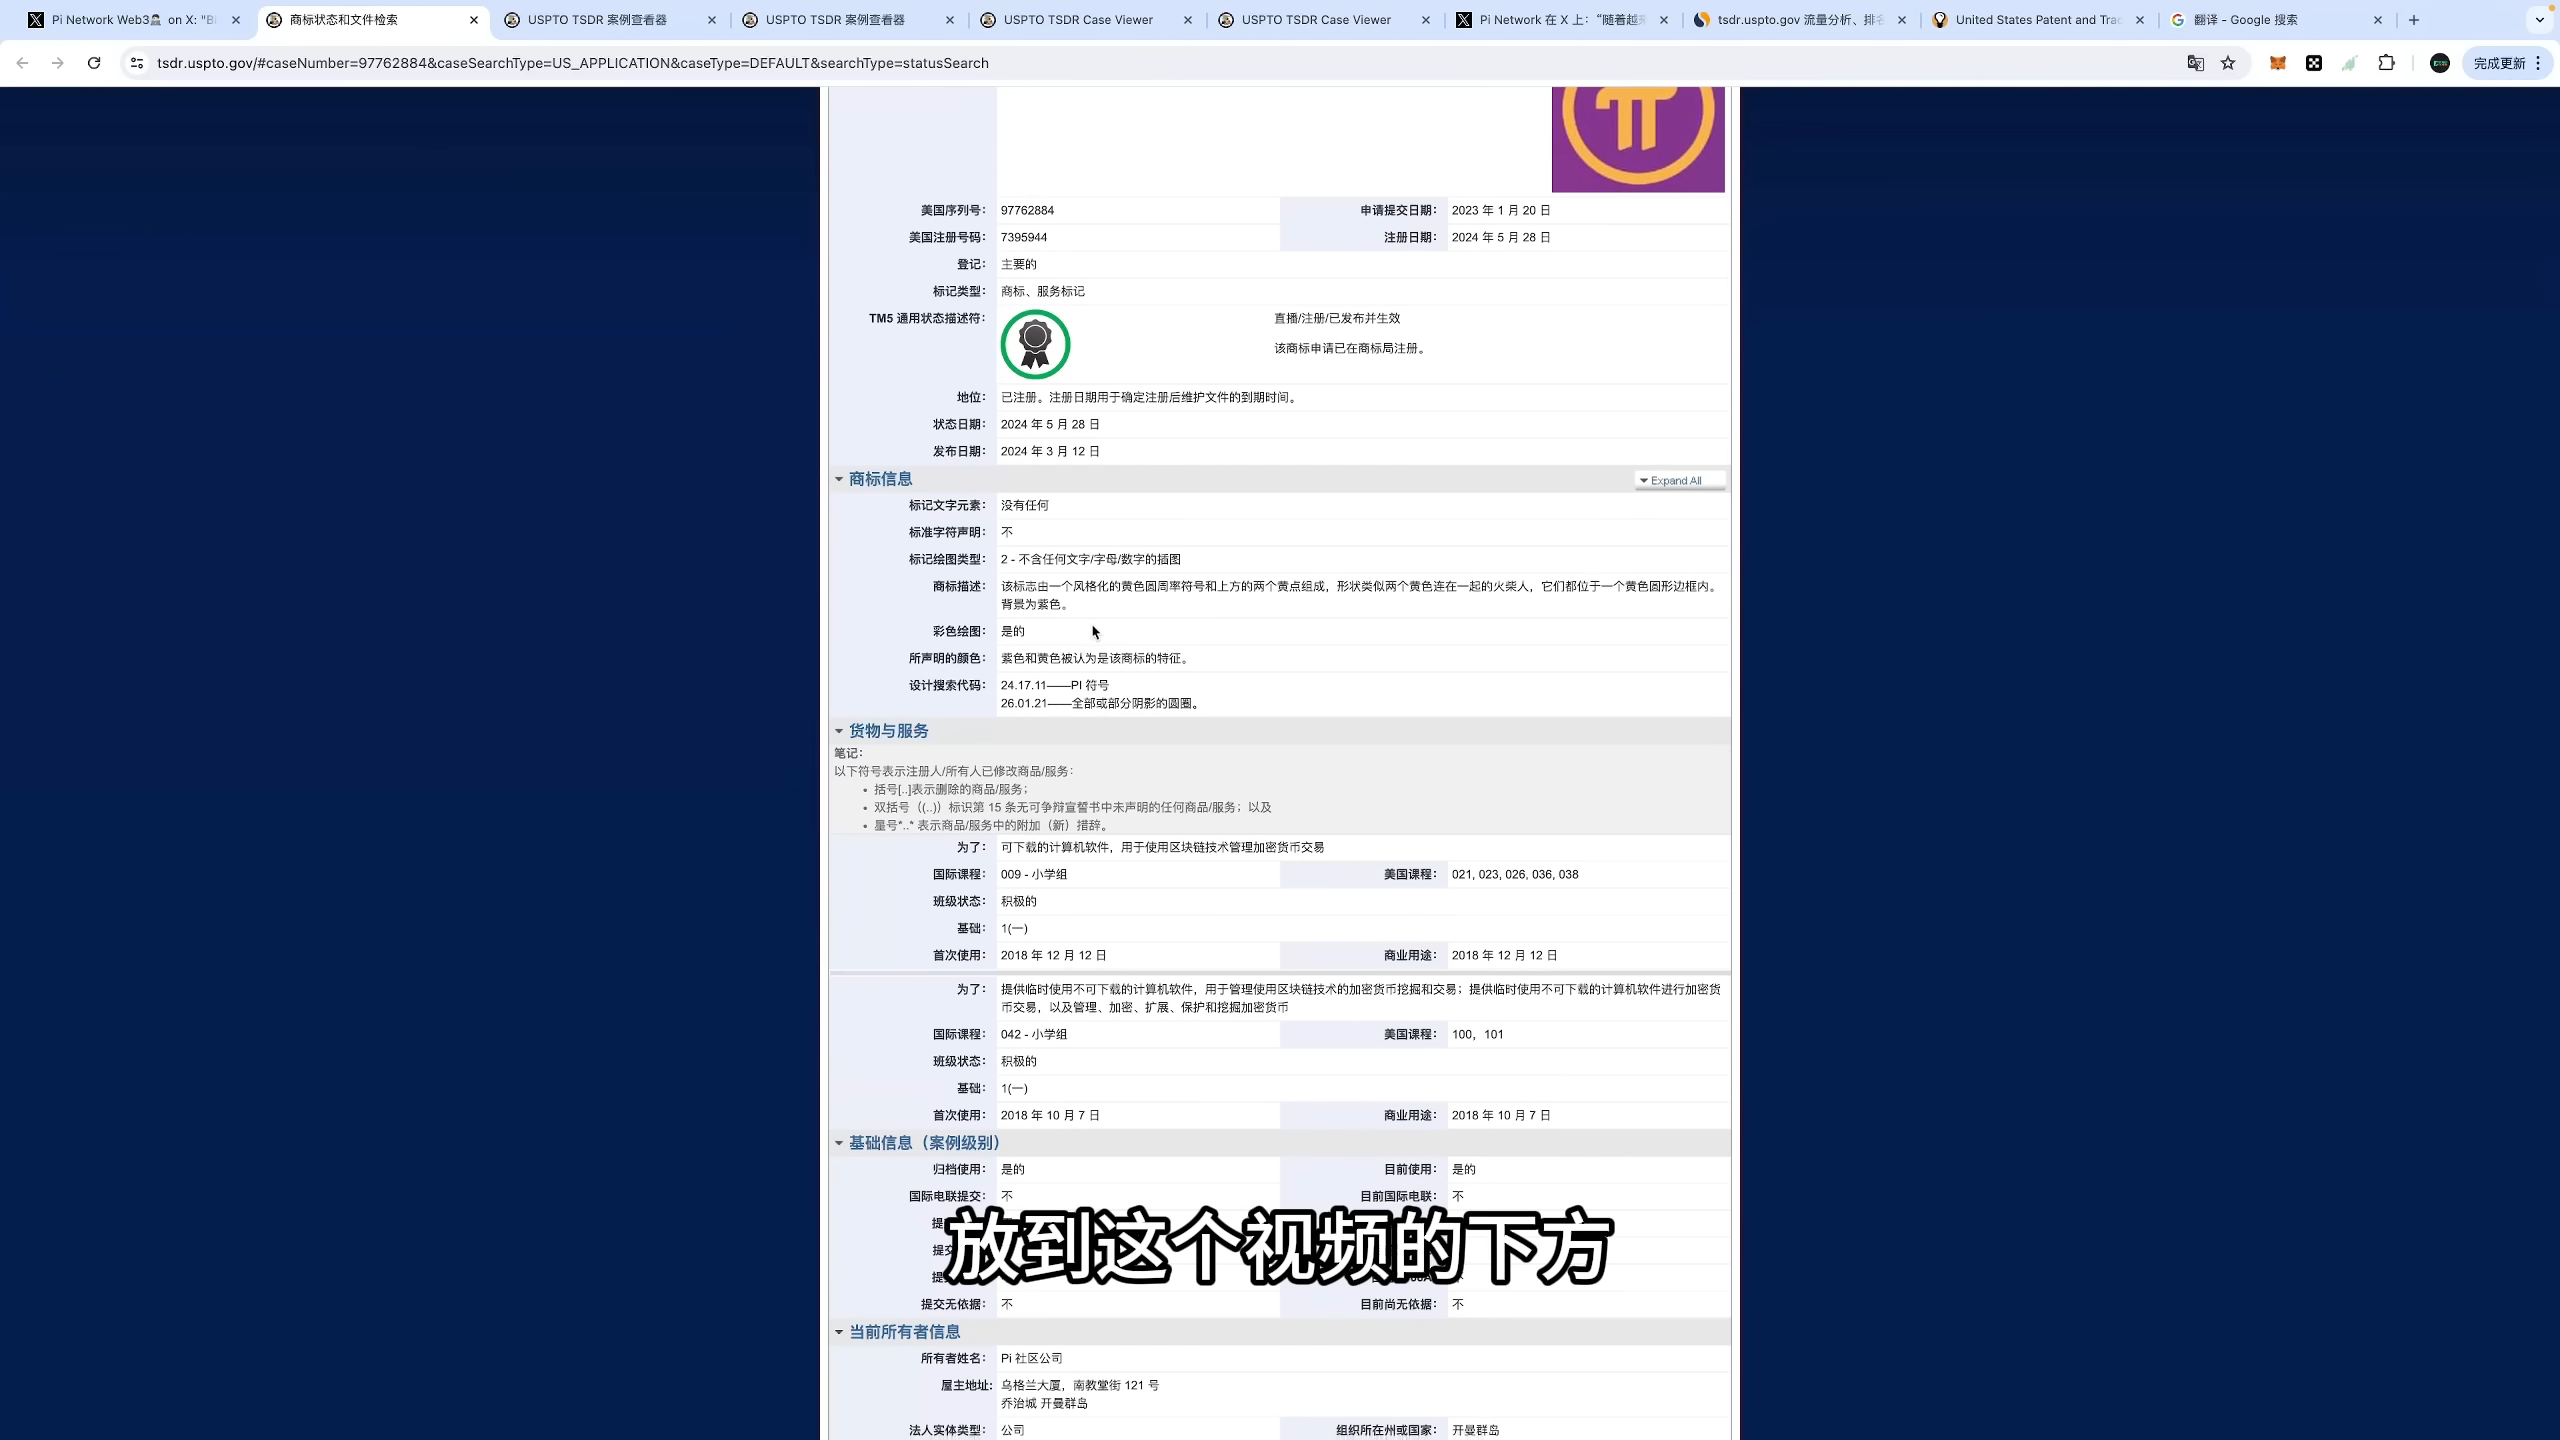 Pi Network Web3 on X: "Bi
商标状态和文件检索
USPTO TSDR 案例查看器
USPTO TSDR 案例查看器
USPTO TSDR Case Viewer
USPTO TSDR Case Viewer
Pi Network 在 X 上：“随着越
tsdr.uspto.gov 流量分析、排名
United States Patent and Tra
翻译 - Google 搜索
tsdr.uspto.gov/#caseNumber=97762884&caseSearchType=US_APPLICATION&caseType=DEFAULT&searchType=statusSearch
完成更新
美国序列号： 97762884 申请提交日期： 2023 年 1 月 20 日
美国注册号码： 7395944 注册日期： 2024 年 5 月 28 日
登记： 主要的
标记类型： 商标、服务标记
TM5 通用状态描述符： 直播/注册/已发布并生效
该商标申请已在商标局注册。
地位： 已注册。注册日期用于确定注册后维护文件的到期时间。
状态日期： 2024 年 5 月 28 日
发布日期： 2024 年 3 月 12 日
商标信息
Expand All
标记文字元素： 没有任何
标准字符声明： 不
标记绘图类型： 2 - 不含任何文字/字母/数字的插图
商标描述： 该标志由一个风格化的黄色圆周率符号和上方的两个黄点组成，形状类似两个黄色连在一起的火柴人，它们都位于一个黄色圆形边框内。
背景为紫色。
彩色绘图： 是的
所声明的颜色： 紫色和黄色被认为是该商标的特征。
设计搜索代码： 24.17.11——PI 符号
26.01.21——全部或部分阴影的圆圈。
货物与服务
笔记：
以下符号表示注册人/所有人已修改商品/服务：
• 括号[..]表示删除的商品/服务；
• 双括号（(..)）标识第 15 条无可争辩宣誓书中未声明的任何商品/服务；以及
• 星号*..* 表示商品/服务中的附加（新）措辞。
为了： 可下载的计算机软件，用于使用区块链技术管理加密货币交易
国际课程： 009 - 小学组 美国课程： 021, 023, 026, 036, 038
班级状态： 积极的
基础： 1(一)
首次使用： 2018 年 12 月 12 日 商业用途： 2018 年 12 月 12 日
为了： 提供临时使用不可下载的计算机软件，用于管理使用区块链技术的加密货币挖掘和交易；提供临时使用不可下载的计算机软件进行加密货
币交易，以及管理、加密、扩展、保护和挖掘加密货币
国际课程： 042 - 小学组 美国课程： 100，101
班级状态： 积极的
基础： 1(一)
首次使用： 2018 年 10 月 7 日 商业用途： 2018 年 10 月 7 日
基础信息（案例级别）
归档使用： 是的 目前使用： 是的
国际电联提交： 不 目前国际电联： 不
放到这个视频的下方
提交无依据： 不 目前尚无依据： 不
当前所有者信息
所有者姓名： Pi 社区公司
屋主地址: 乌格兰大厦，南教堂街 121 号
乔治城 开曼群岛
法人实体类型： 公司 组织所在州或国家： 开曼群岛